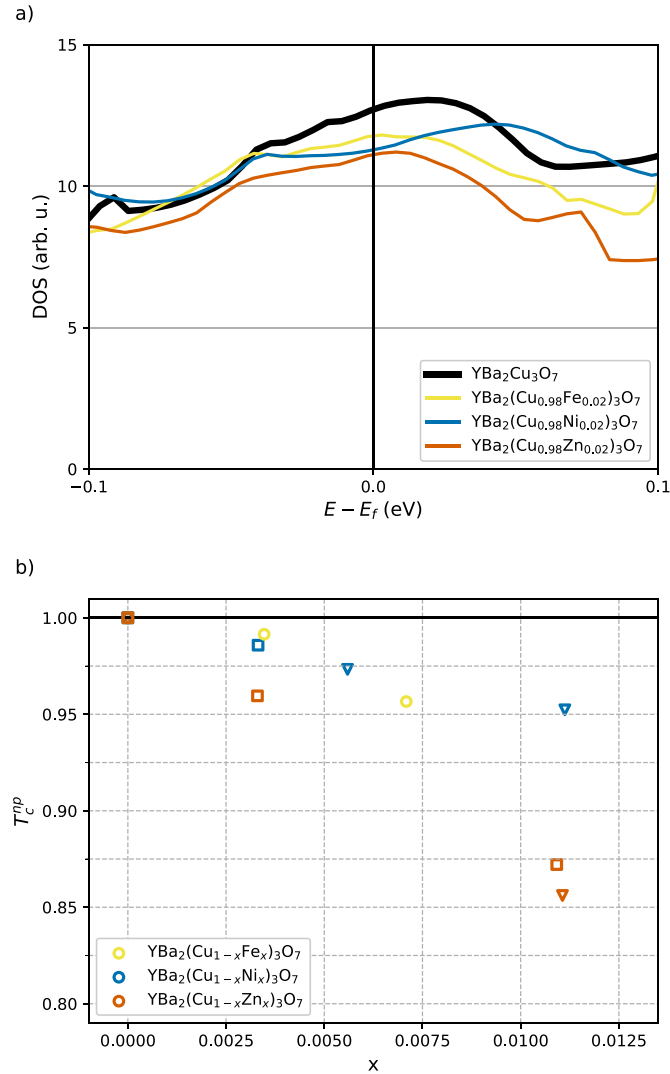 a)
15
10
5
0
DOS (arb. u.)
YBa₂Cu₃O₇
YBa₂(Cu₀.₉₈Fe₀.₀₂)₃O₇
YBa₂(Cu₀.₉₈Ni₀.₀₂)₃O₇
YBa₂(Cu₀.₉₈Zn₀.₀₂)₃O₇
−0.1 0.0 0.1
E − E_f (eV)
b)
1.00
0.95
0.90
0.85
0.80
T_c^{np}
YBa₂(Cu₁₋ₓFeₓ)₃O₇
YBa₂(Cu₁₋ₓNiₓ)₃O₇
YBa₂(Cu₁₋ₓZnₓ)₃O₇
0.0000 0.0025 0.0050 0.0075 0.0100 0.0125
x